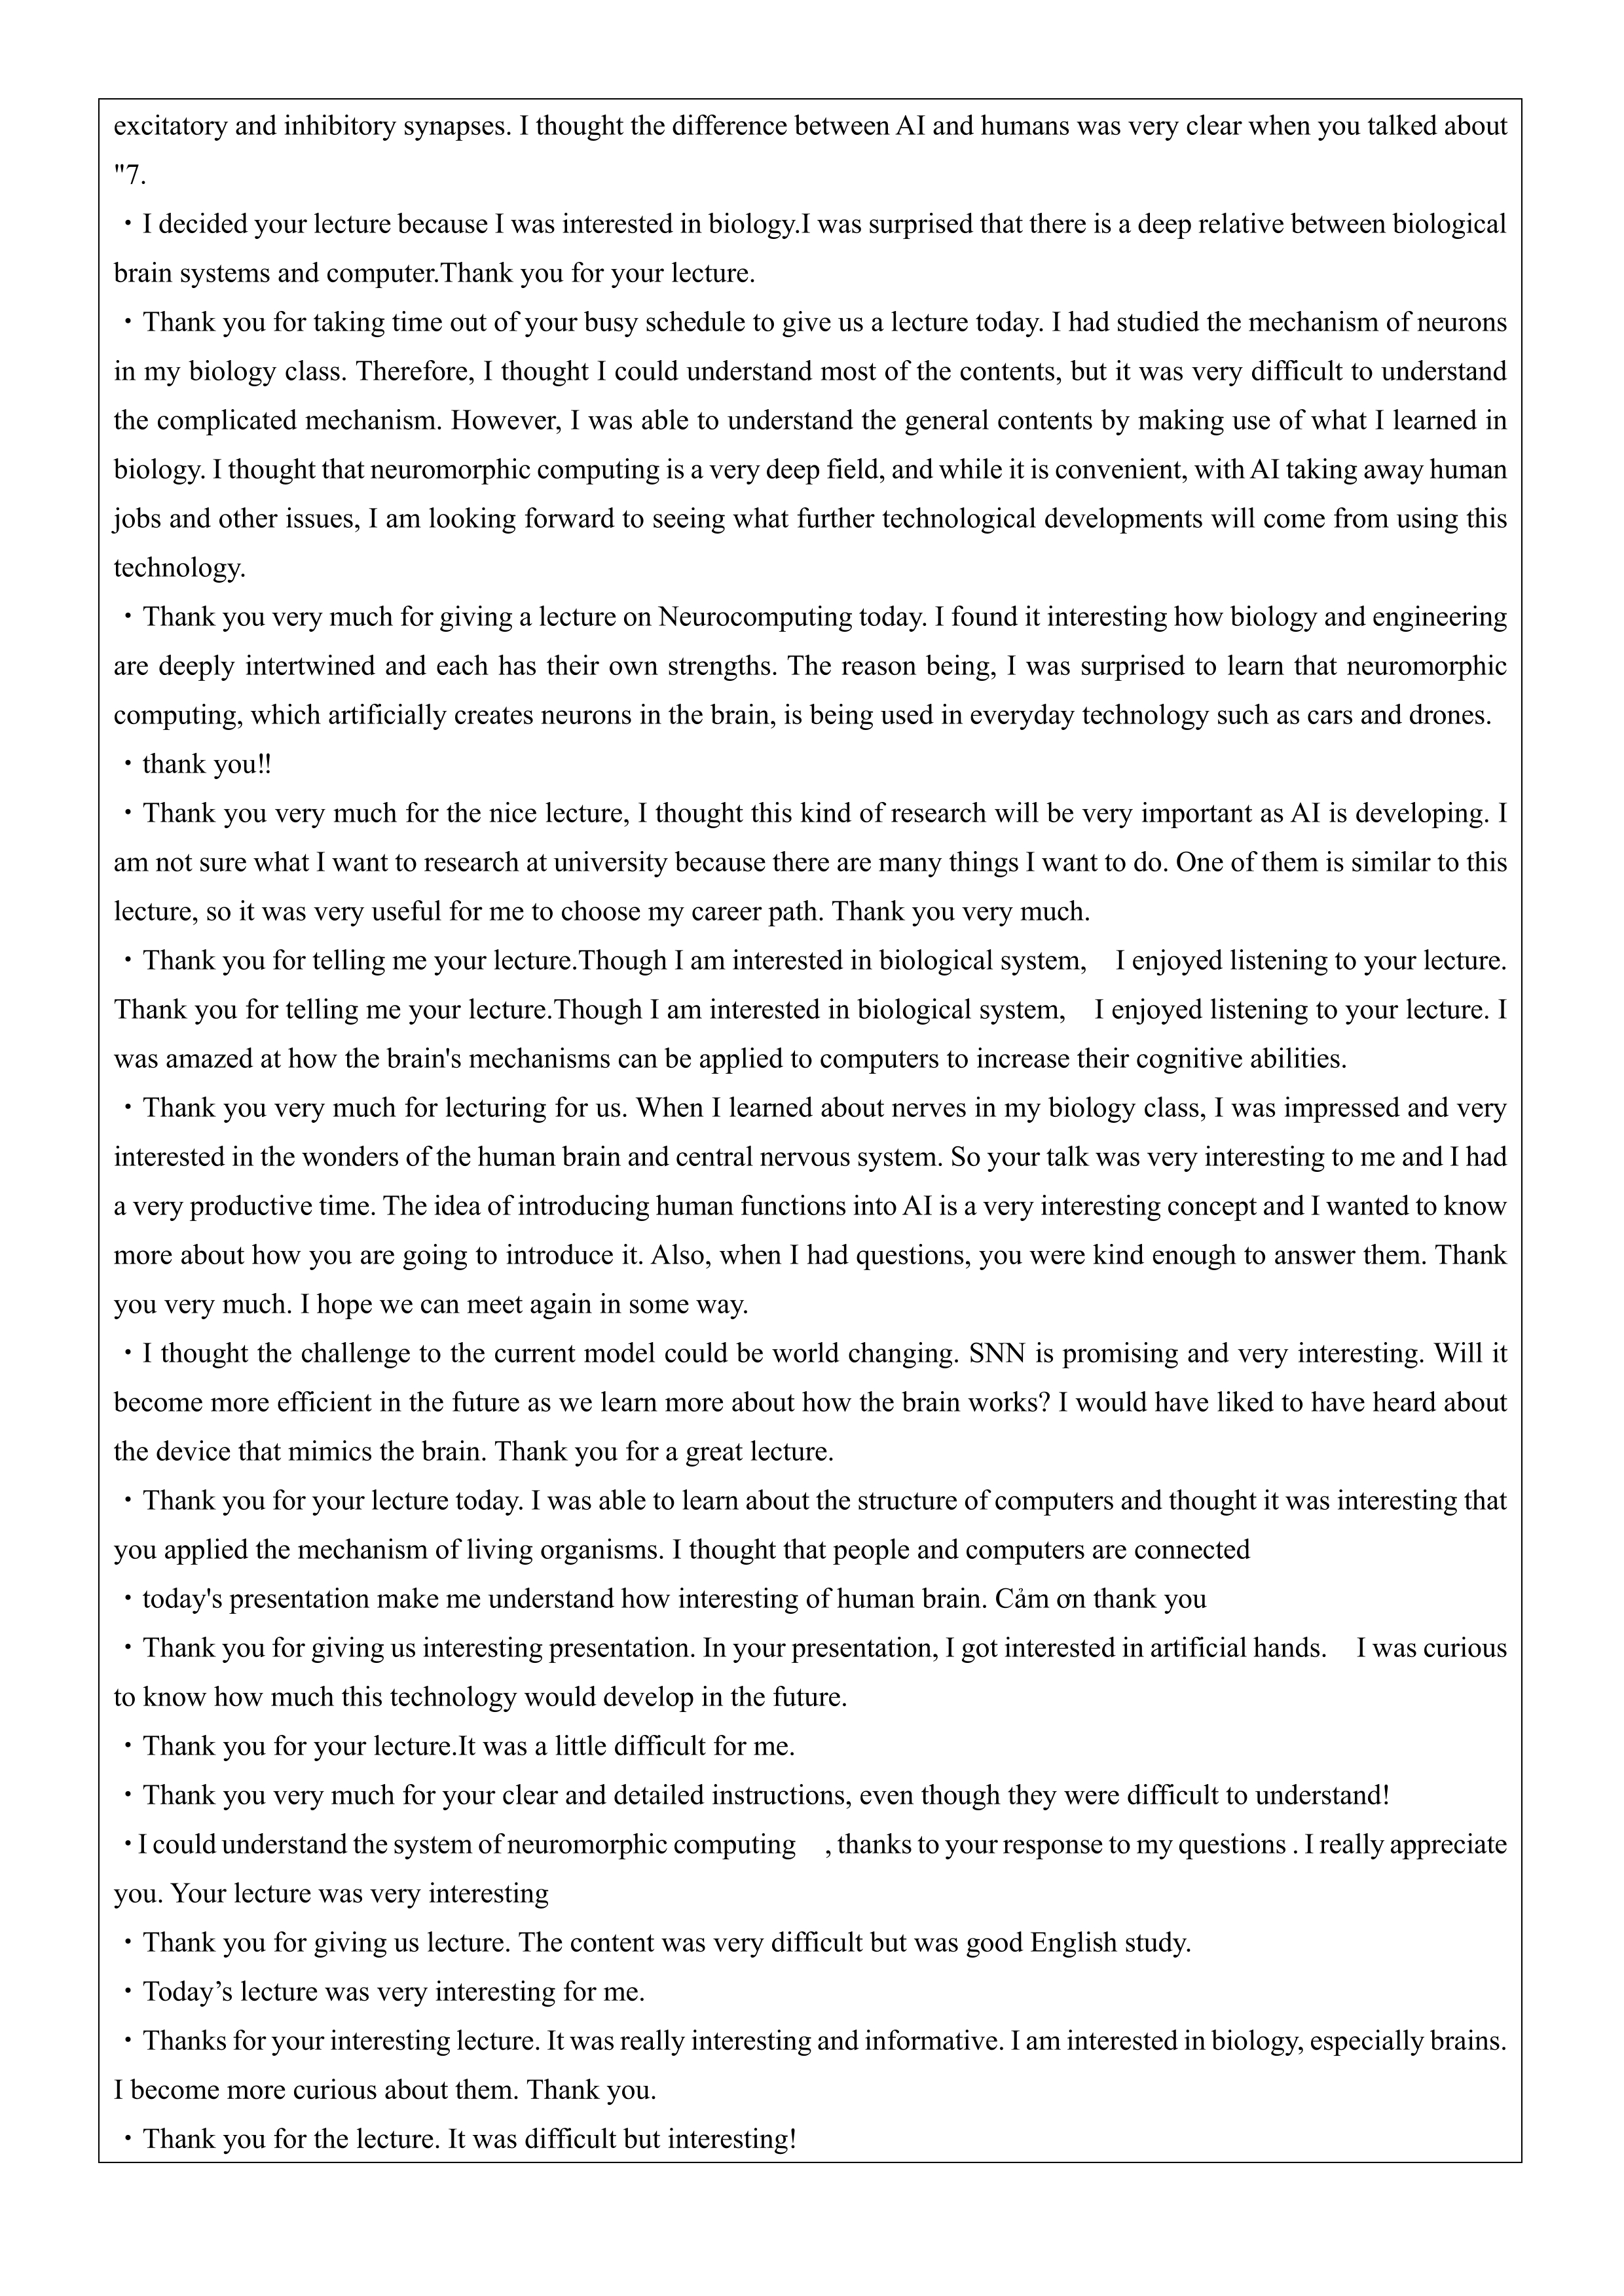 excitatory and inhibitory synapses. I thought the difference between AI and humans was very clear when you talked about
"7.
・I decided your lecture because I was interested in biology.I was surprised that there is a deep relative between biological
brain systems and computer.Thank you for your lecture.
・Thank you for taking time out of your busy schedule to give us a lecture today. I had studied the mechanism of neurons
in my biology class. Therefore, I thought I could understand most of the contents, but it was very difficult to understand
the complicated mechanism. However, I was able to understand the general contents by making use of what I learned in
biology. I thought that neuromorphic computing is a very deep field, and while it is convenient, with AI taking away human
jobs and other issues, I am looking forward to seeing what further technological developments will come from using this
technology.
・Thank you very much for giving a lecture on Neurocomputing today. I found it interesting how biology and engineering
are deeply intertwined and each has their own strengths. The reason being, I was surprised to learn that neuromorphic
computing, which artificially creates neurons in the brain, is being used in everyday technology such as cars and drones.
・thank you!!
・Thank you very much for the nice lecture, I thought this kind of research will be very important as AI is developing. I
am not sure what I want to research at university because there are many things I want to do. One of them is similar to this
lecture, so it was very useful for me to choose my career path. Thank you very much.
・Thank you for telling me your lecture.Though I am interested in biological system,　I enjoyed listening to your lecture.
Thank you for telling me your lecture.Though I am interested in biological system,　I enjoyed listening to your lecture. I
was amazed at how the brain's mechanisms can be applied to computers to increase their cognitive abilities.
・Thank you very much for lecturing for us. When I learned about nerves in my biology class, I was impressed and very
interested in the wonders of the human brain and central nervous system. So your talk was very interesting to me and I had
a very productive time. The idea of introducing human functions into AI is a very interesting concept and I wanted to know
more about how you are going to introduce it. Also, when I had questions, you were kind enough to answer them. Thank
you very much. I hope we can meet again in some way.
・I thought the challenge to the current model could be world changing. SNN is promising and very interesting. Will it
become more efficient in the future as we learn more about how the brain works? I would have liked to have heard about
the device that mimics the brain. Thank you for a great lecture.
・Thank you for your lecture today. I was able to learn about the structure of computers and thought it was interesting that
you applied the mechanism of living organisms. I thought that people and computers are connected
・today's presentation make me understand how interesting of human brain. Cảm ơn thank you
・Thank you for giving us interesting presentation. In your presentation, I got interested in artificial hands.　I was curious
to know how much this technology would develop in the future.
・Thank you for your lecture.It was a little difficult for me.
・Thank you very much for your clear and detailed instructions, even though they were difficult to understand!
・I could understand the system of neuromorphic computing　, thanks to your response to my questions . I really appreciate
you. Your lecture was very interesting
・Thank you for giving us lecture. The content was very difficult but was good English study.
・Today’s lecture was very interesting for me.
・Thanks for your interesting lecture. It was really interesting and informative. I am interested in biology, especially brains.
I become more curious about them. Thank you.
・Thank you for the lecture. It was difficult but interesting!